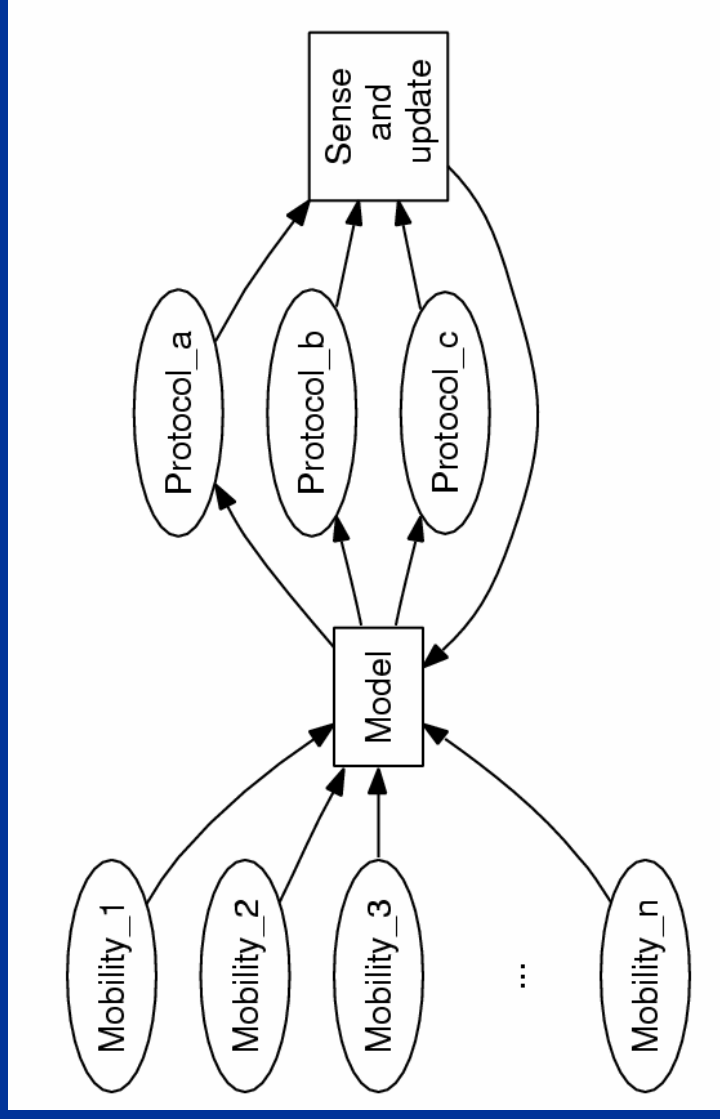 Mobility_1
Mobility_2
Mobility_3
...
Mobility_n
Model
Protocol_a
Protocol_b
Protocol_c
Sense
and
update